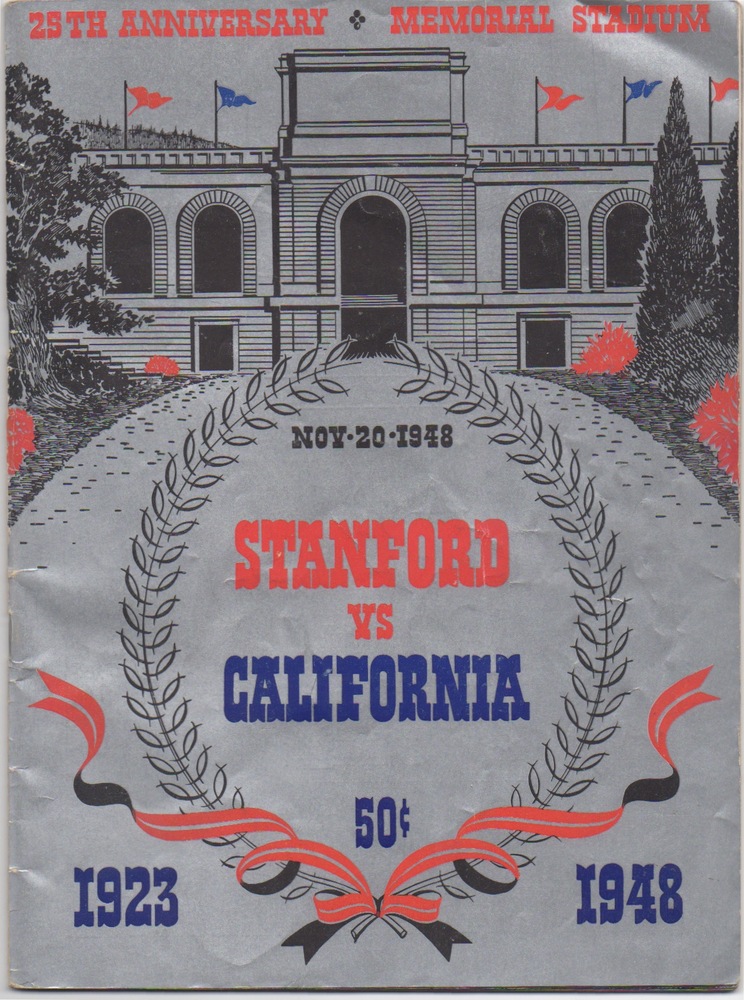 25TH ANNIVERSARY MEMORIAL STADIUM
NOV·20·1948
STANFORD
VS
CALIFORNIA
50¢
1923 1948